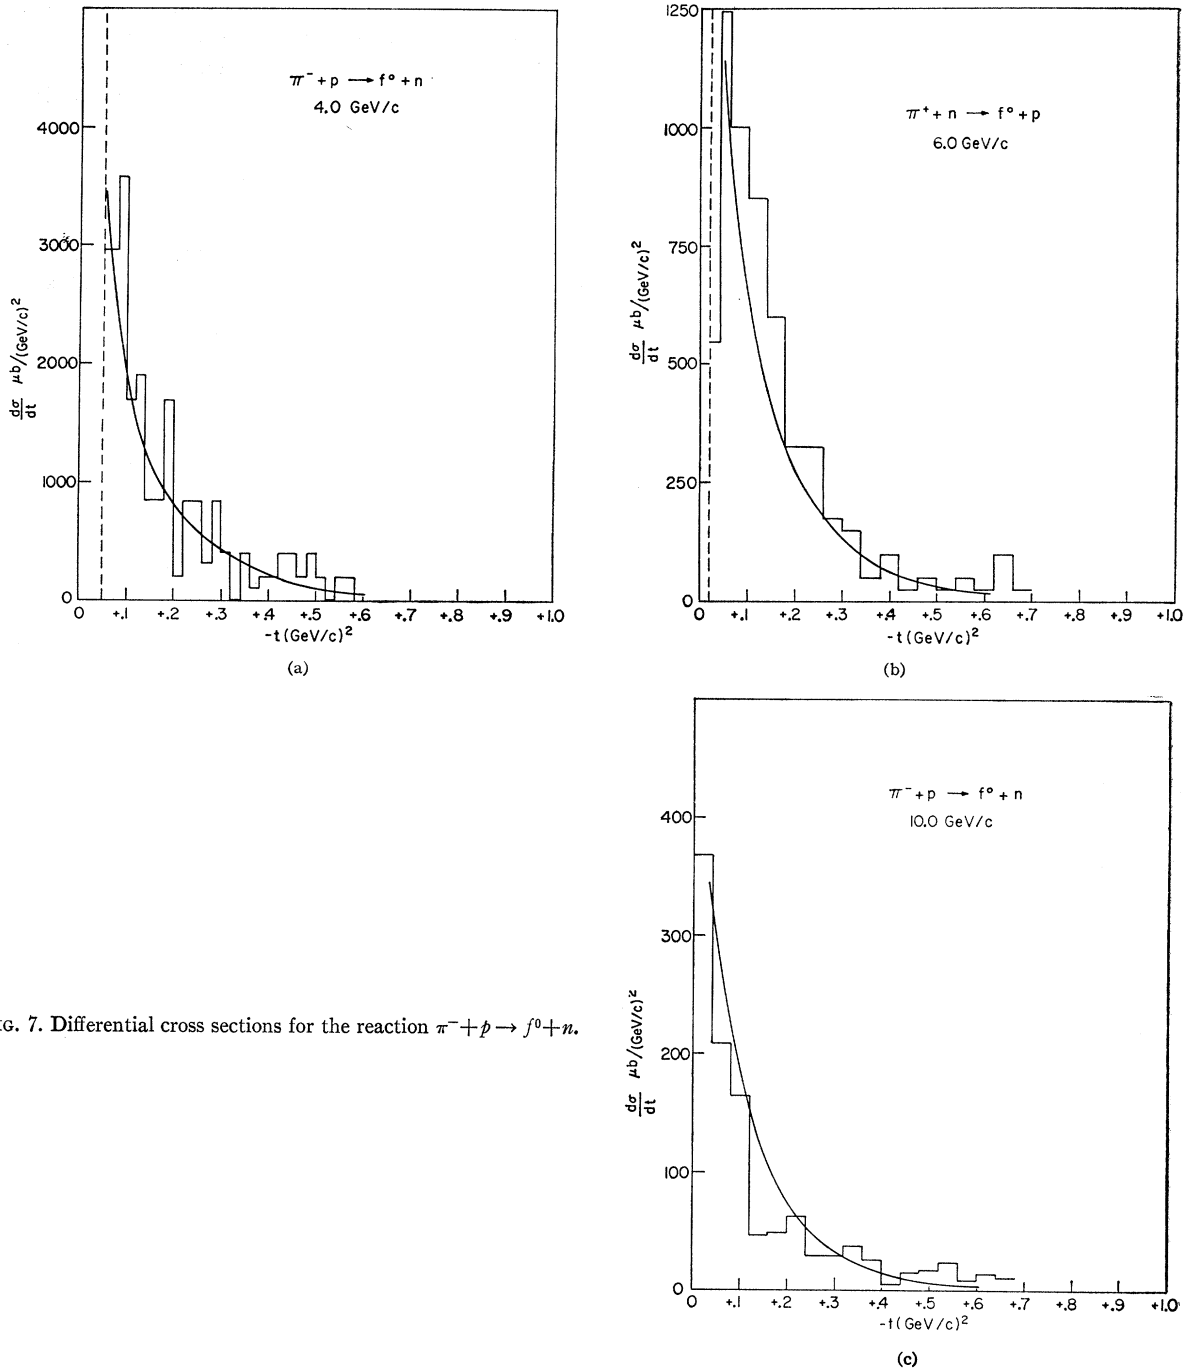 π⁻ + p → f° + n
4.0 GeV/c
4000
3000
2000
1000
0
dσ/dt μb/(GeV/c)²
0 +.1 +.2 +.3 +.4 +.5 +.6 +.7 +.8 +.9 +1.0
-t(GeV/c)²
(a)
1250
π⁺ + n → f° + p
6.0 GeV/c
1000
750
500
250
0
dσ/dt μb/(GeV/c)²
0 +.1 +.2 +.3 +.4 +.5 +.6 +.7 +.8 +.9 +1.0
-t(GeV/c)²
(b)
π⁻ + p → f° + n
10.0 GeV/c
400
300
200
100
0
dσ/dt μb/(GeV/c)²
0 +.1 +.2 +.3 +.4 +.5 +.6 +.7 +.8 +.9 +1.0
-t(GeV/c)²
(c)
G. 7. Differential cross sections for the reaction π⁻+p → f⁰+n.